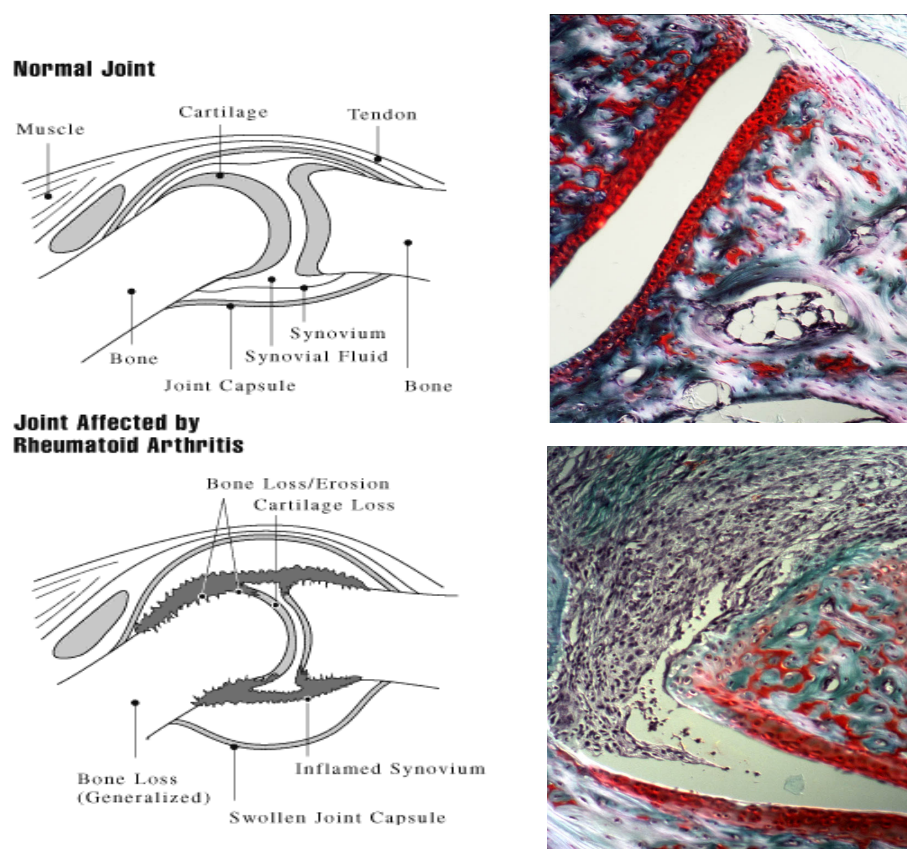 Normal Joint
Cartilage
Tendon
Muscle
Synovium
Bone
Synovial Fluid
Joint Capsule
Bone
Joint Affected by
Rheumatoid Arthritis
Bone Loss/Erosion
Cartilage Loss
Inflamed Synovium
Bone Loss
(Generalized)
Swollen Joint Capsule